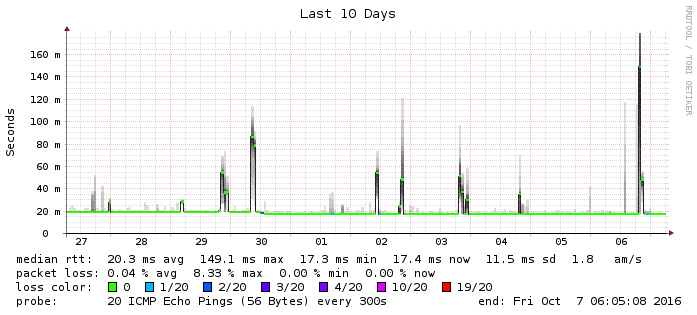 Last 10 Days
RRDTOOL / TOBI OETIKER
Seconds
160 m
140 m
120 m
100 m
80 m
60 m
40 m
20 m
0
27 28 29 30 01 02 03 04 05 06
median rtt: 20.3 ms avg 149.1 ms max 17.3 ms min 17.4 ms now 11.5 ms sd 1.8 am/s
packet loss: 0.04 % avg 8.33 % max 0.00 % min 0.00 % now
loss color: 0 1/20 2/20 3/20 4/20 10/20 19/20
probe: 20 ICMP Echo Pings (56 Bytes) every 300s end: Fri Oct 7 06:05:08 2016